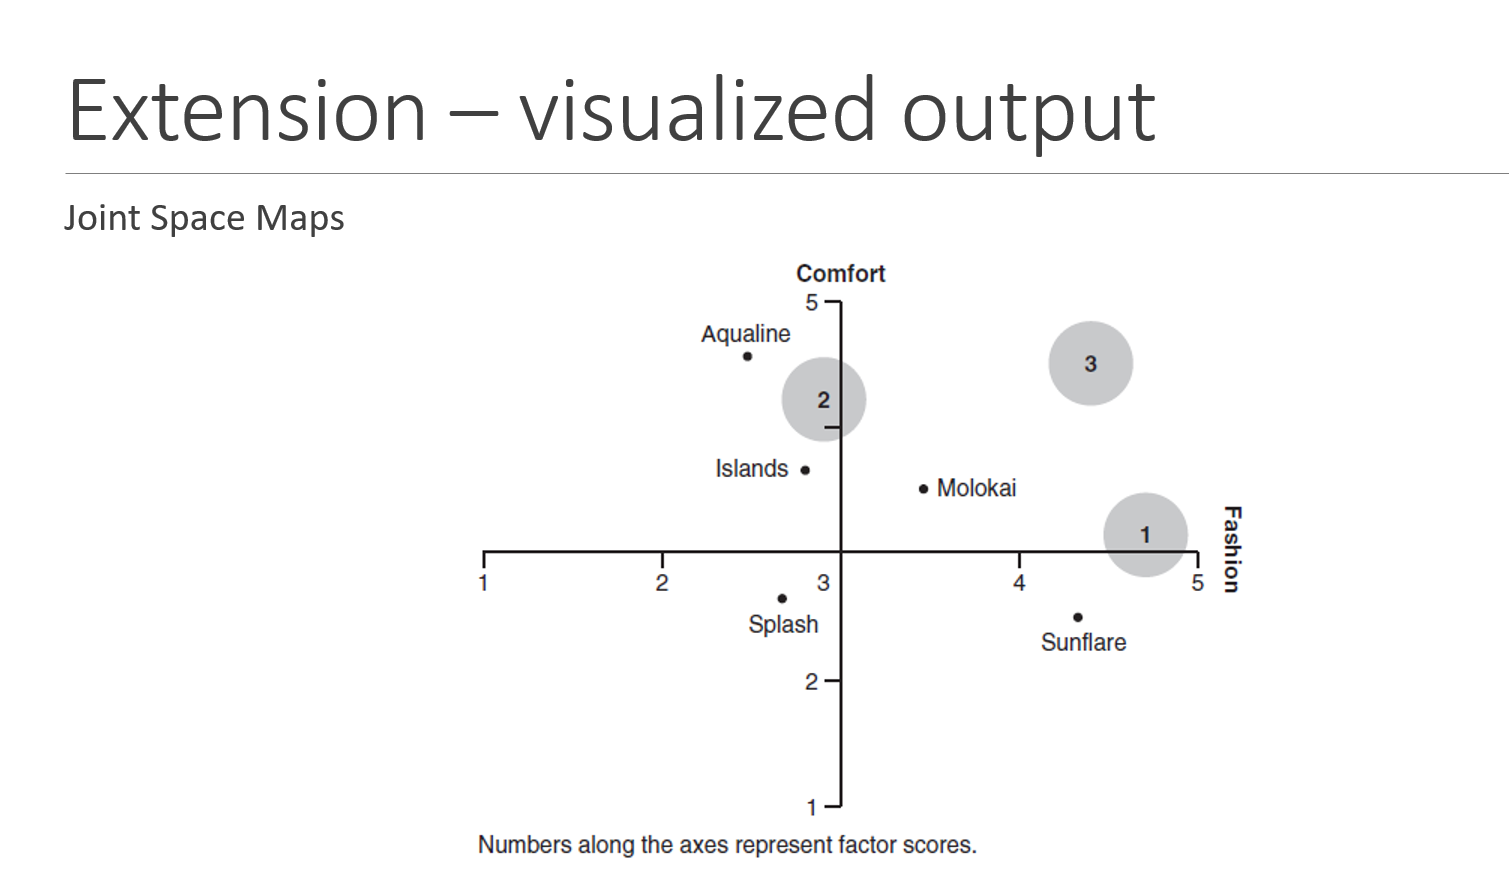 Extension – visualized output
Joint Space Maps
Comfort
5
Aqualine
3
2
Islands
Molokai
1
Fashion
1
2
3
4
5
Splash
Sunflare
2
1
Numbers along the axes represent factor scores.